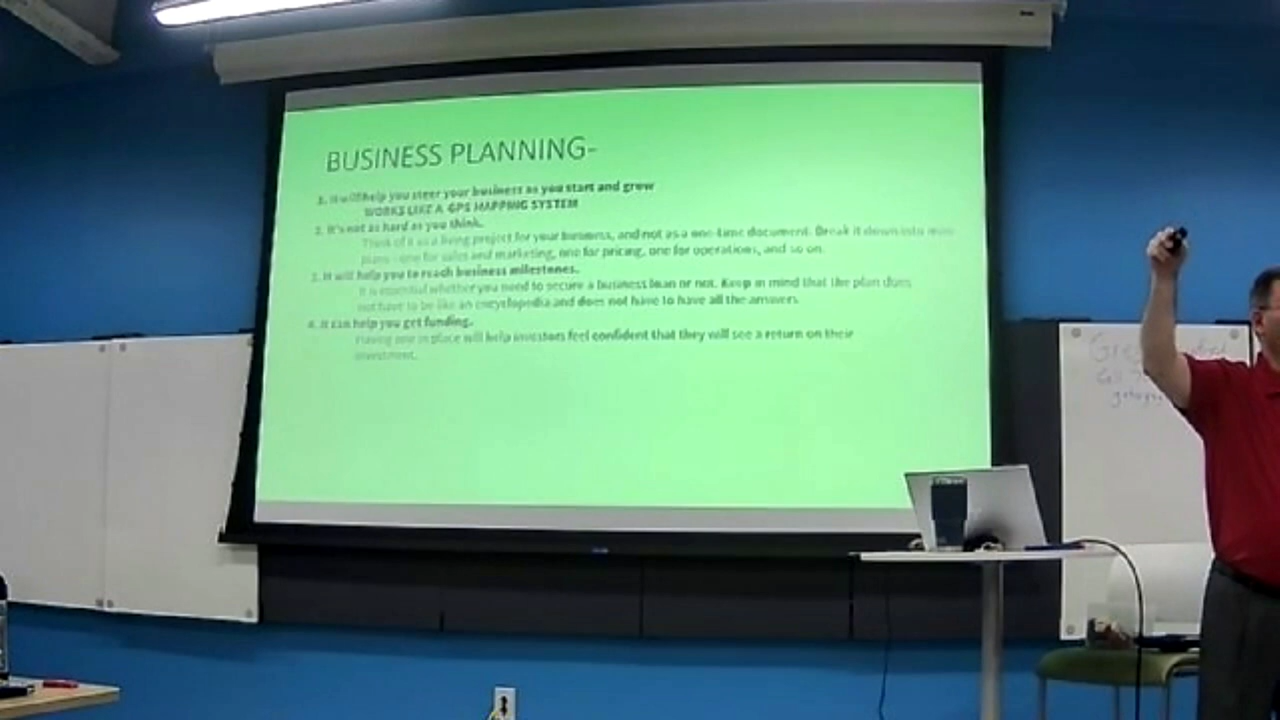 BUSINESS PLANNING-
1. It will help you steer your business as you start and grow
WORKS LIKE A GPS MAPPING SYSTEM
2. It's not as hard as you think.
Think of it as a living project for your business, and not as a one-time document. Break it down into mini
plans - one for sales and marketing, one for pricing, one for operations, and so on.
3. It will help you to reach business milestones.
It is essential whether you need to secure a business loan or not. Keep in mind that the plan does
not have to be like an encyclopedia and does not have to have all the answers.
4. It can help you get funding.
Having one in place will help investors feel confident that they will see a return on their
investment.